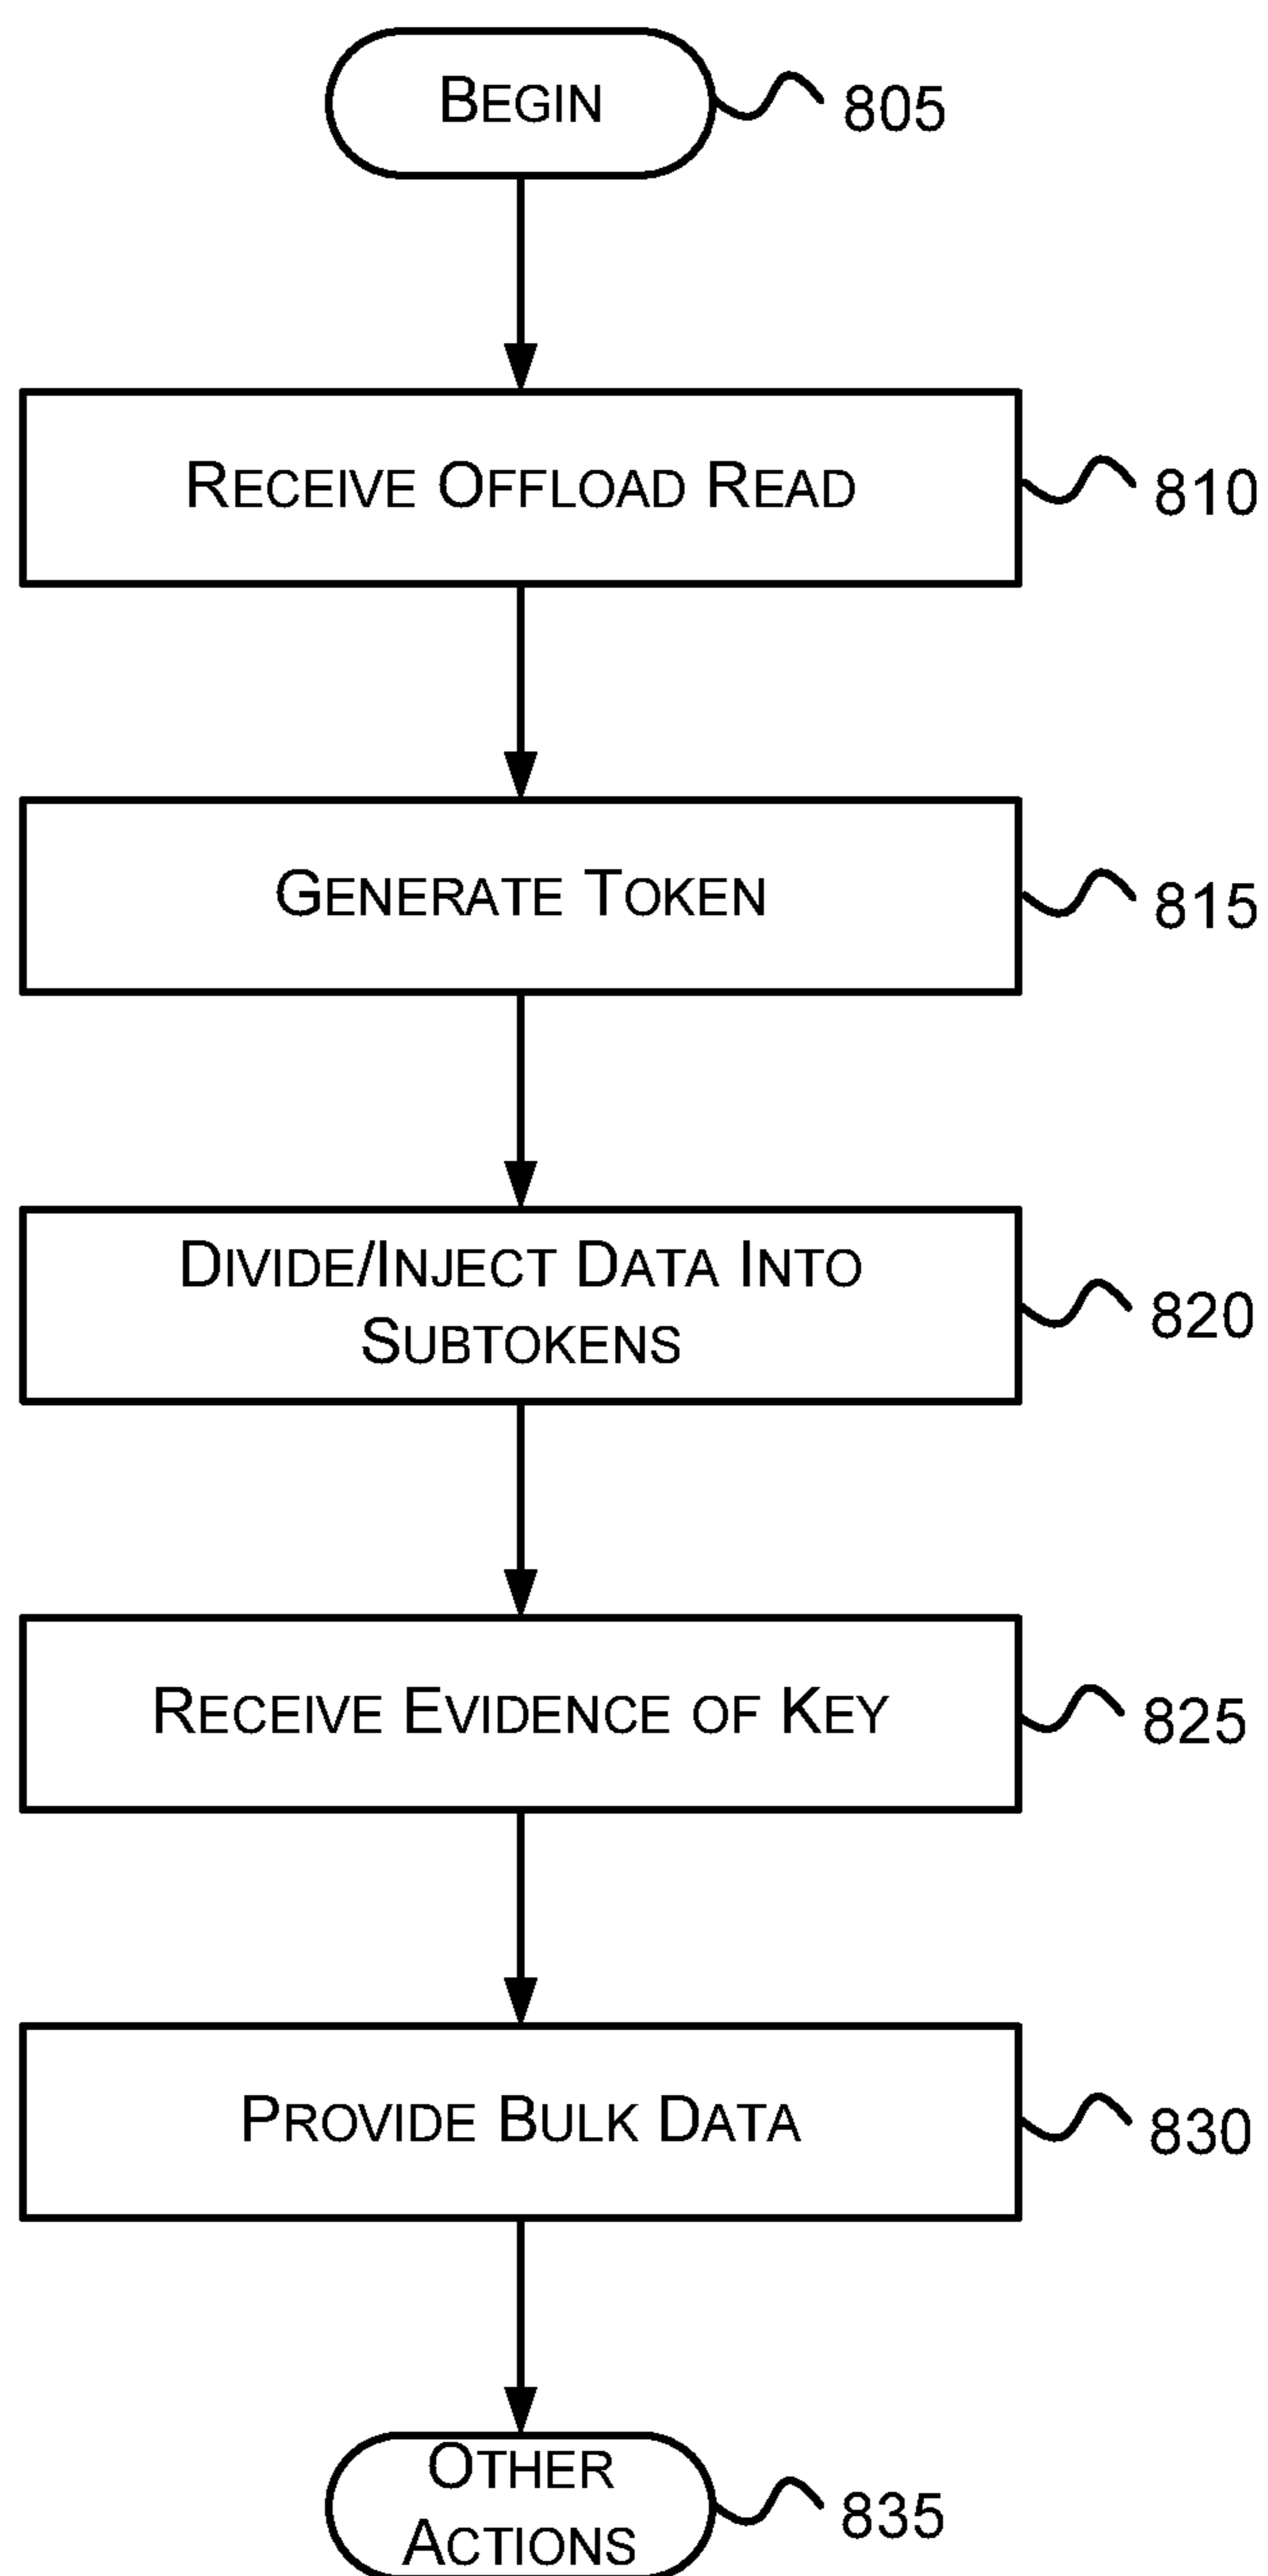 BEGIN
805
RECEIVE OFFLOAD READ
810
GENERATE TOKEN
815
DIVIDE/INJECT DATA INTO
SUBTOKENS
820
RECEIVE EVIDENCE OF KEY
825
PROVIDE BULK DATA
830
OTHER
ACTIONS
835